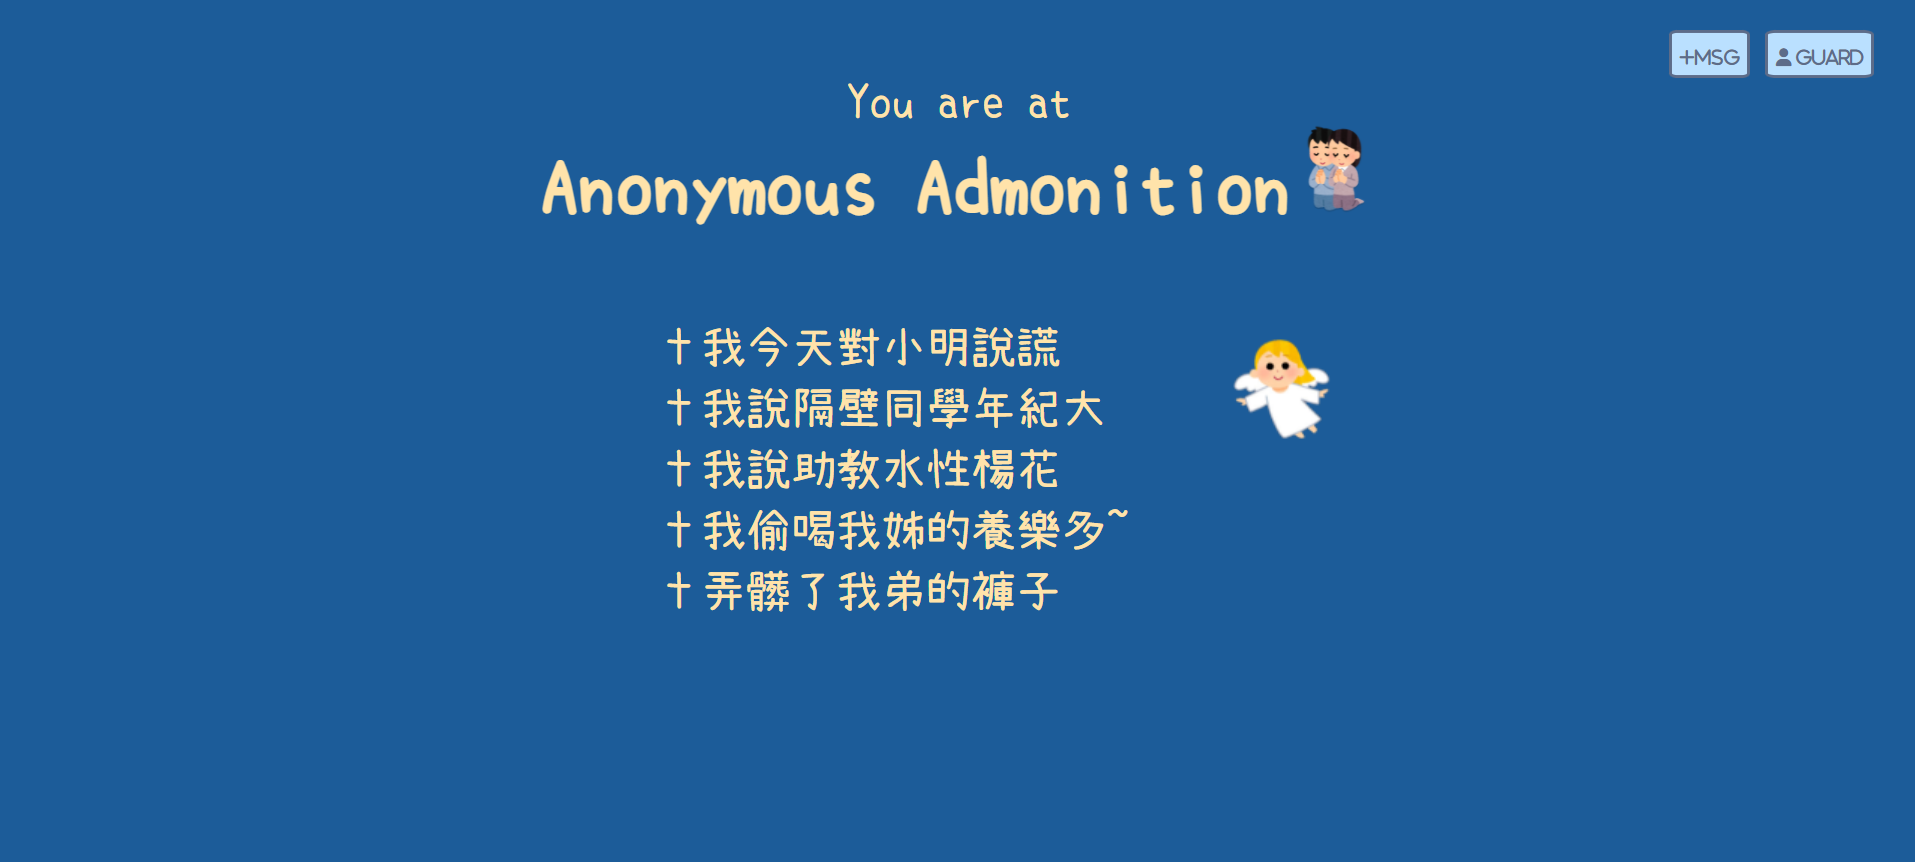 +MSG
GUARD
You are at
Anonymous Admonition
†我今天對小明說謊
†我說隔壁同學年紀大
†我說助教水性楊花
†我偷喝我姊的養樂多~
†弄髒了我弟的褲子